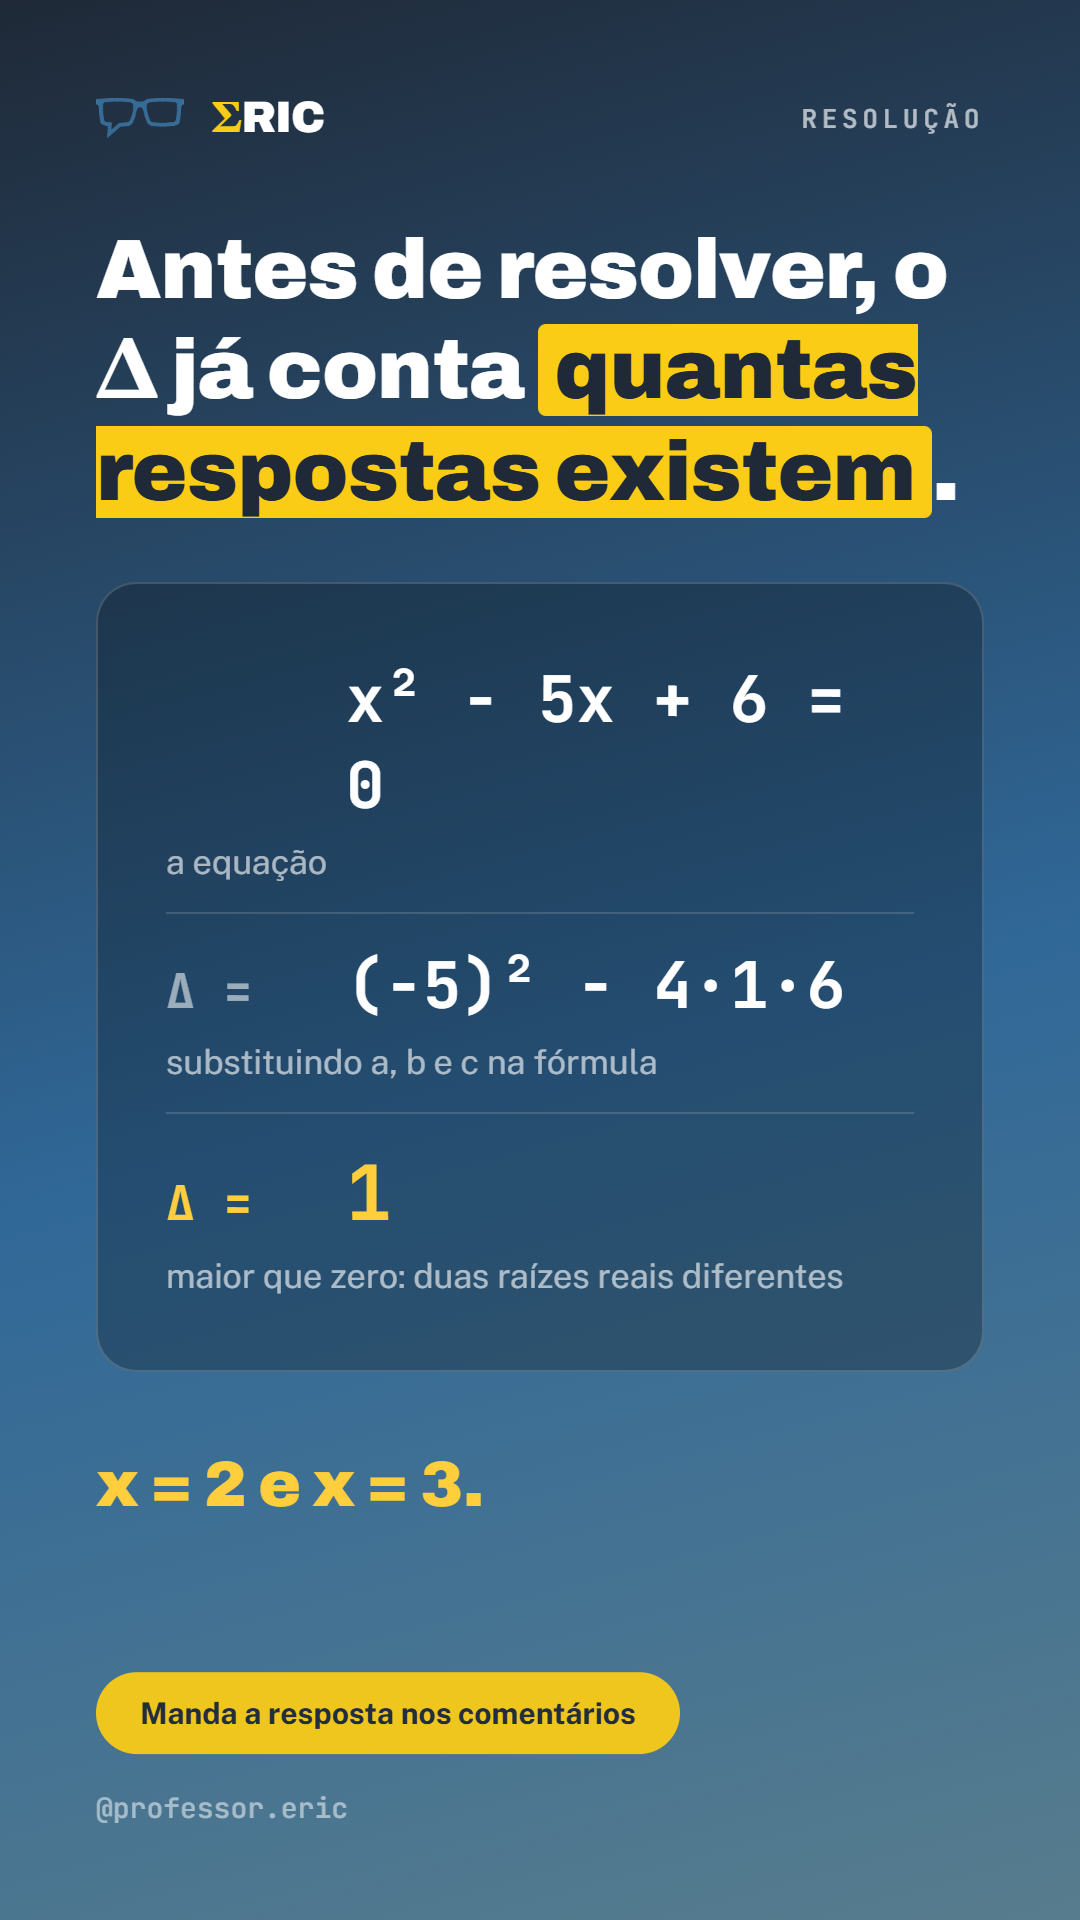 ΣRIC
RESOLUÇÃO
Antes de resolver, o
Δ já conta quantas
respostas existem.
x² - 5x + 6 =
0
a equação
Δ = (-5)² - 4·1·6
substituindo a, b e c na fórmula
Δ = 1
maior que zero: duas raízes reais diferentes
x = 2 e x = 3.
Manda a resposta nos comentários
@professor.eric